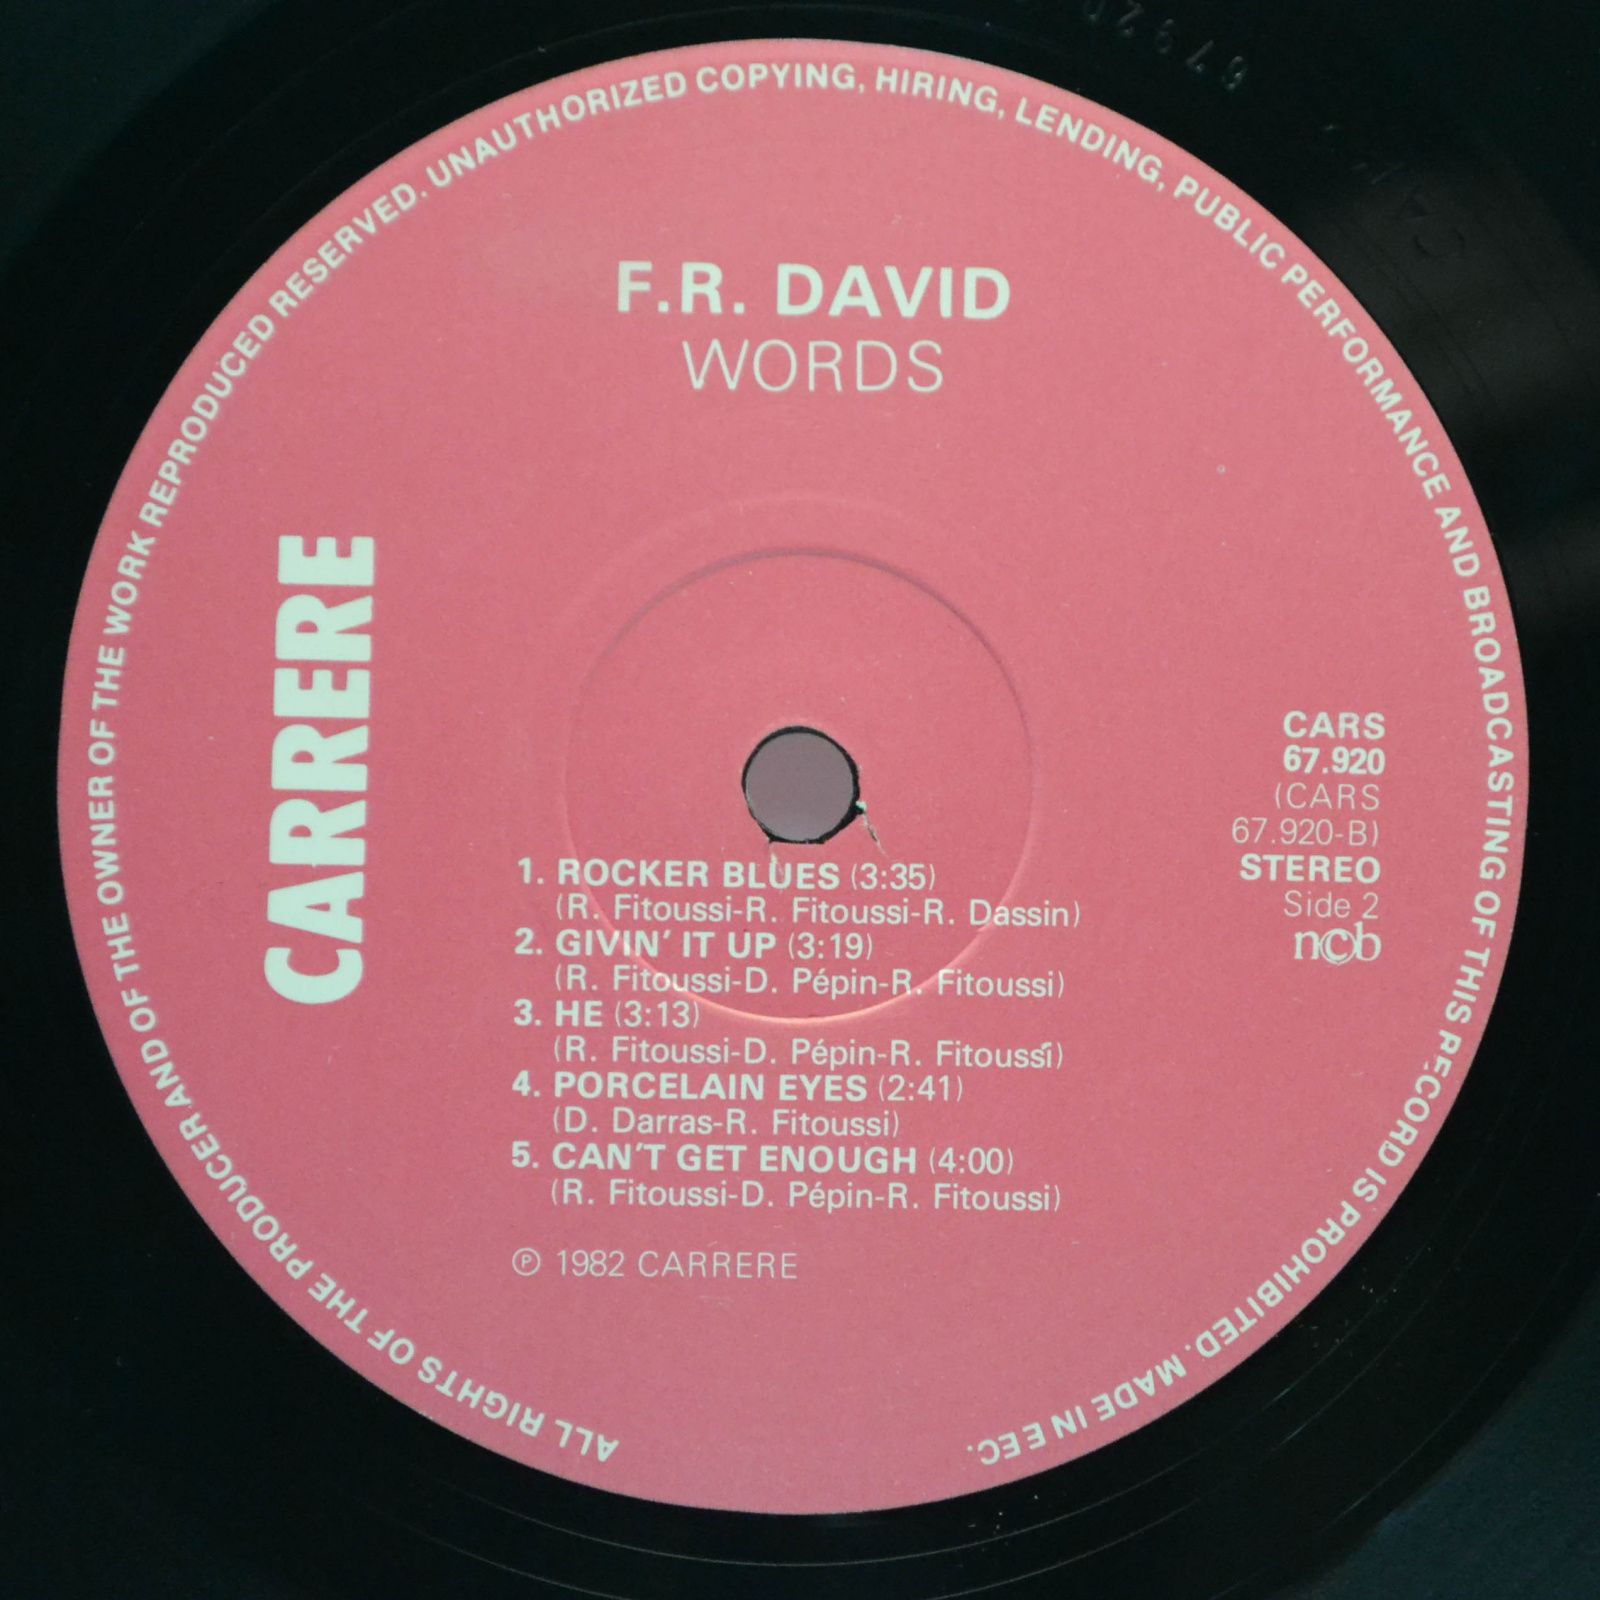 ALL RIGHTS OF THE PRODUCER AND OF THE OWNER OF THE WORK REPRODUCED RESERVED. UNAUTHORIZED COPYING, HIRING, LENDING, PUBLIC PERFORMANCE AND BROADCASTING OF THIS RECORD IS PROHIBITED. MADE IN EEC.
F.R. DAVID
WORDS
CARRERE
CARS
67.920
(CARS
67.920-B)
STEREO
Side 2
ncb
1. ROCKER BLUES (3:35)
(R. Fitoussi-R. Fitoussi-R. Dassin)
2. GIVIN' IT UP (3:19)
(R. Fitoussi-D. Pépin-R. Fitoussi)
3. HE (3:13)
(R. Fitoussi-D. Pépin-R. Fitoussi)
4. PORCELAIN EYES (2:41)
(D. Darras-R. Fitoussi)
5. CAN'T GET ENOUGH (4:00)
(R. Fitoussi-D. Pépin-R. Fitoussi)
Ⓟ 1982 CARRERE